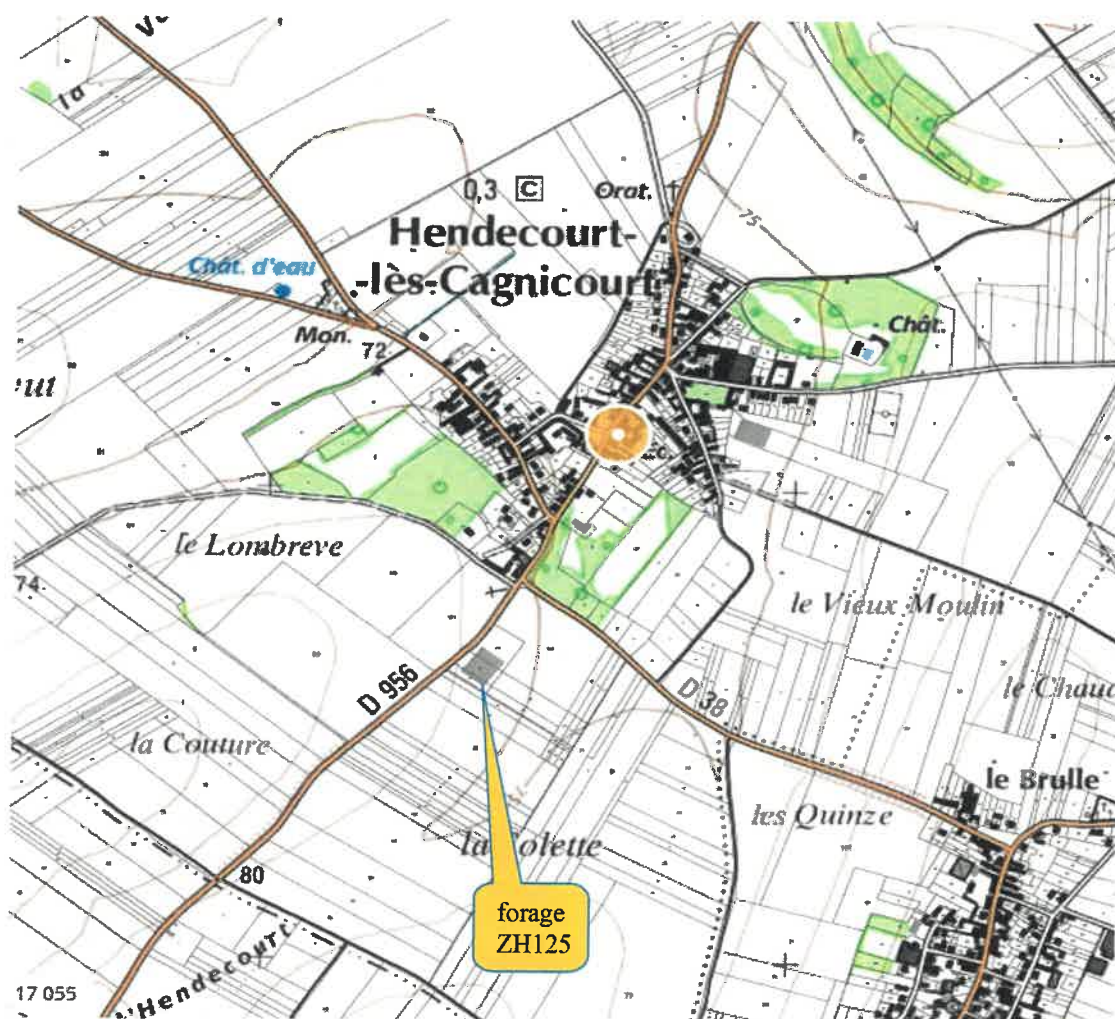 la
0,3 C
Orat.
Hendecourt-
-lès-Cagnicourt
75
Chât. d'eau
Mon.
72
Chât.
le Lombreve
74
le Vieux Moulin
D 956
D 38
la Couture
le Brulle
les Quinze
80
forage
ZH125
17 055
d'Hendecourt